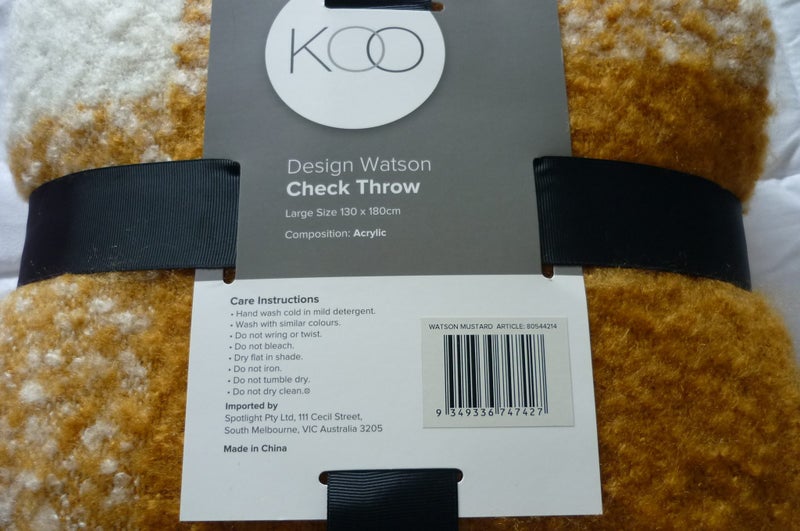 KOO
Design Watson
Check Throw
Large Size 130 x 180cm
Composition: Acrylic
Care Instructions
• Hand wash cold in mild detergent.
• Wash with similar colours.
• Do not wring or twist.
• Do not bleach.
• Dry flat in shade.
• Do not iron.
• Do not tumble dry.
• Do not dry clean.⊗
Imported by
Spotlight Pty Ltd, 111 Cecil Street,
South Melbourne, VIC Australia 3205
Made in China
WATSON MUSTARD ARTICLE: 80544214
9 349336 747427